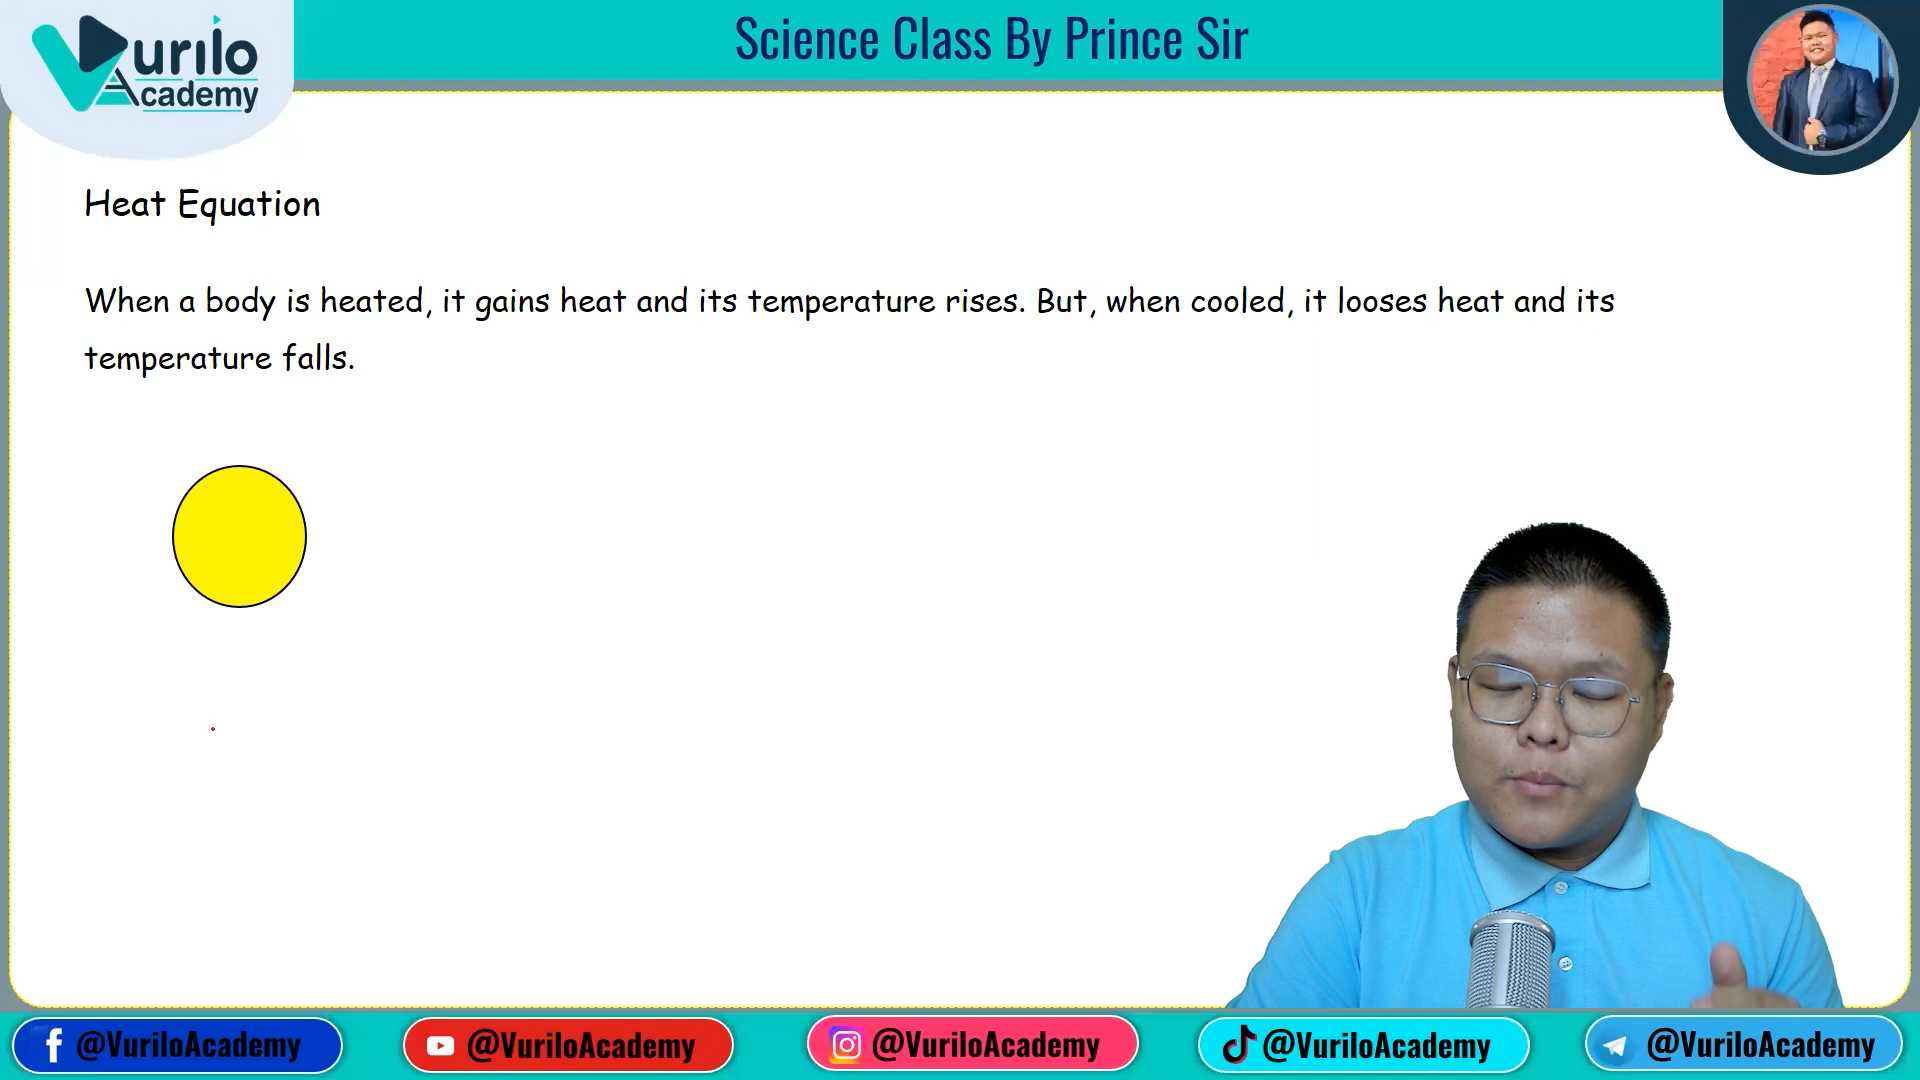 Vurilo
Academy
Science Class By Prince Sir
Heat Equation
When a body is heated, it gains heat and its temperature rises. But, when cooled, it looses heat and its
temperature falls.
@VuriloAcademy
@VuriloAcademy
@VuriloAcademy
@VuriloAcademy
@VuriloAcademy